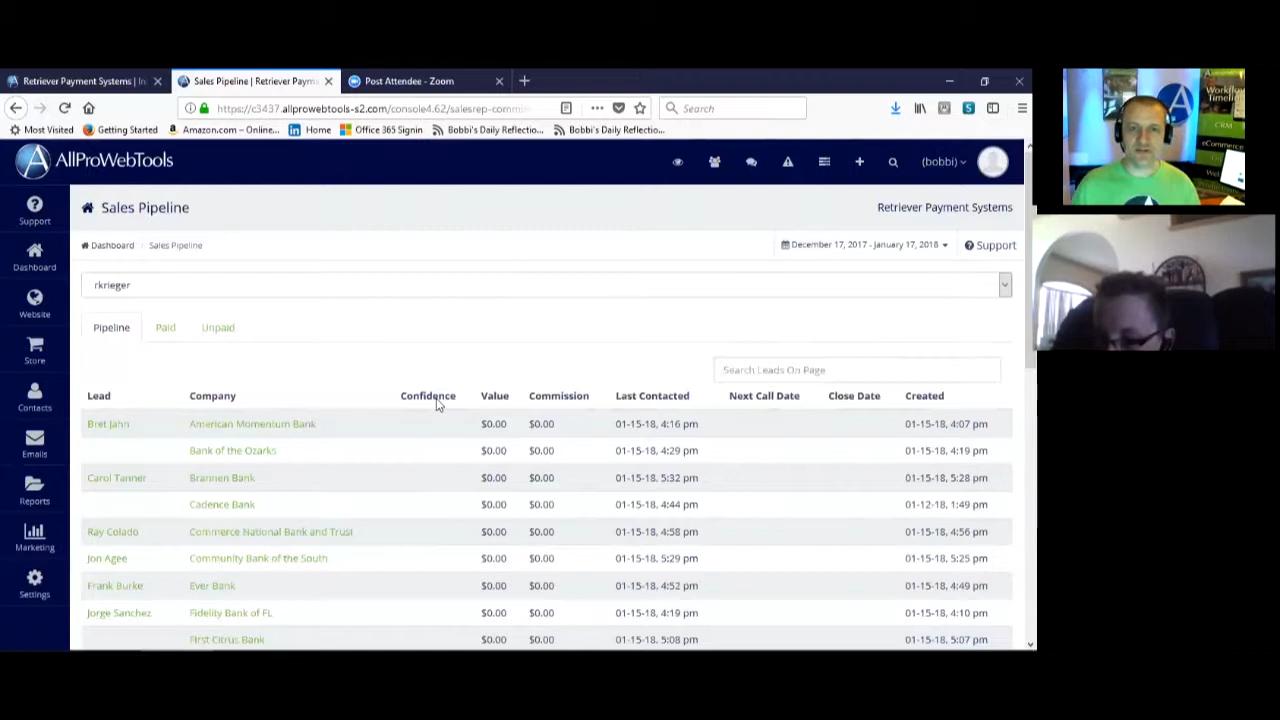 Retriever Payment Systems | In
Sales Pipeline | Retriever Paym
Post Attendee - Zoom
https://c3437.allprowebtools-s2.com/console4.62/salesrep-commis
Search
Most Visited
Getting Started
Amazon.com – Online...
Home
Office 365 Signin
Bobbi's Daily Reflectio...
Bobbi's Daily Reflectio...
AllProWebTools
(bobbi)
Support
Dashboard
Website
Store
Contacts
Emails
Reports
Marketing
Settings
Sales Pipeline
Retriever Payment Systems
Dashboard / Sales Pipeline
December 17, 2017 - January 17, 2018
Support
rkrieger
Pipeline Paid Unpaid
Search Leads On Page
Lead Company Confidence Value Commission Last Contacted Next Call Date Close Date Created
Bret Jahn American Momentum Bank $0.00 $0.00 01-15-18, 4:16 pm 01-15-18, 4:07 pm
Bank of the Ozarks $0.00 $0.00 01-15-18, 4:29 pm 01-15-18, 4:19 pm
Carol Tanner Brannen Bank $0.00 $0.00 01-15-18, 5:32 pm 01-15-18, 5:28 pm
Cadence Bank $0.00 $0.00 01-15-18, 4:44 pm 01-12-18, 1:49 pm
Ray Colado Commerce National Bank and Trust $0.00 $0.00 01-15-18, 4:58 pm 01-15-18, 4:56 pm
Jon Agee Community Bank of the South $0.00 $0.00 01-15-18, 5:29 pm 01-15-18, 5:25 pm
Frank Burke Ever Bank $0.00 $0.00 01-15-18, 4:52 pm 01-15-18, 4:49 pm
Jorge Sanchez Fidelity Bank of FL $0.00 $0.00 01-15-18, 4:19 pm 01-15-18, 4:10 pm
First Citrus Bank $0.00 $0.00 01-15-18, 5:08 pm 01-15-18, 5:07 pm
Workflow
Timeline
CRM
eCommerce